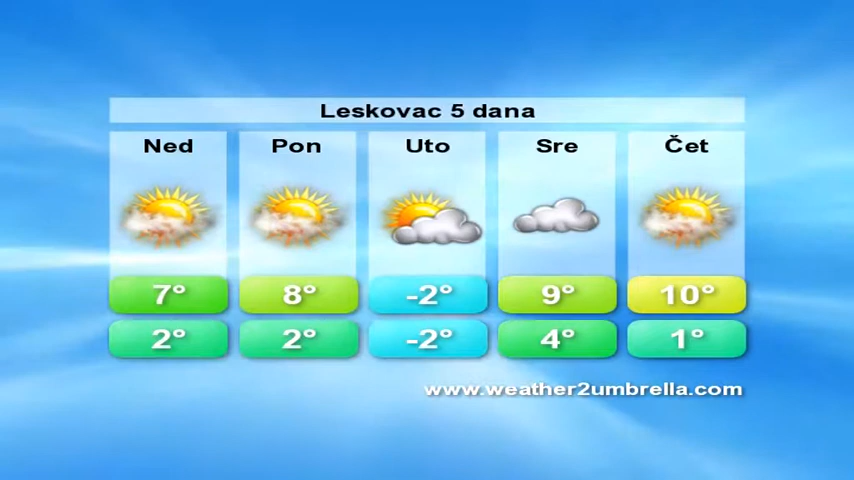 Leskovac 5 dana
Ned Pon Uto Sre Čet
7° 8° -2° 9° 10°
2° 2° -2° 4° 1°
www.weather2umbrella.com